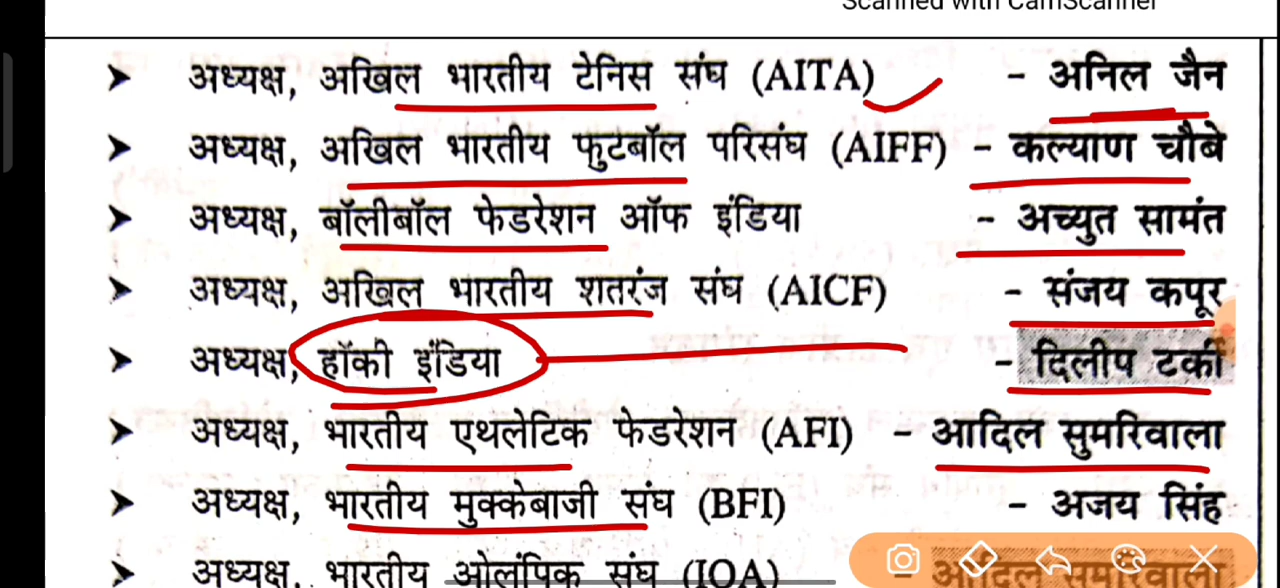 Scanned with CamScanner
➤ अध्यक्ष, अखिल भारतीय टेनिस संघ (AITA) - अनिल जैन
➤ अध्यक्ष, अखिल भारतीय फुटबॉल परिसंघ (AIFF) - कल्याण चौबे
➤ अध्यक्ष, बॉलीबॉल फेडरेशन ऑफ इंडिया - अच्युत सामंत
➤ अध्यक्ष, अखिल भारतीय शतरंज संघ (AICF) - संजय कपूर
➤ अध्यक्ष, हॉकी इंडिया - दिलीप टर्की
➤ अध्यक्ष, भारतीय एथलेटिक फेडरेशन (AFI) - आदिल सुमरिवाला
➤ अध्यक्ष, भारतीय मुक्केबाजी संघ (BFI) - अजय सिंह
➤ अध्यक्ष, भारतीय ओलंपिक संघ (IOA) - आदिल सुमरिवाला